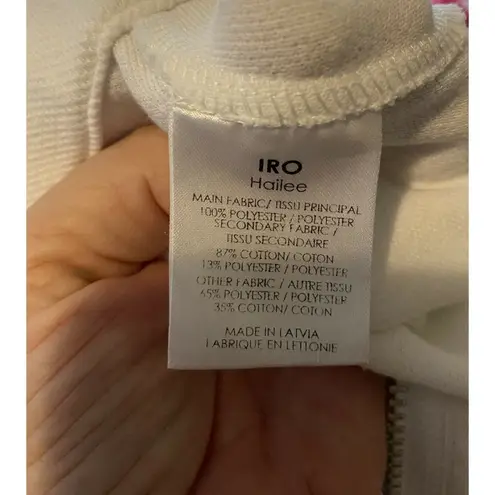 IRO
Hailee
MAIN FABRIC/ TISSU PRINCIPAL
100% POLYESTER / POLYESTER
SECONDARY FABRIC /
TISSU SECONDAIRE
87% COTTON/ COTON
13% POLYESTER / POLYESTER
OTHER FABRIC / AUTRE TISSU
65% POLYESTER / POLYESTER
35% COTTON/ COTON
MADE IN LATVIA
FABRIQUE EN LETTONIE